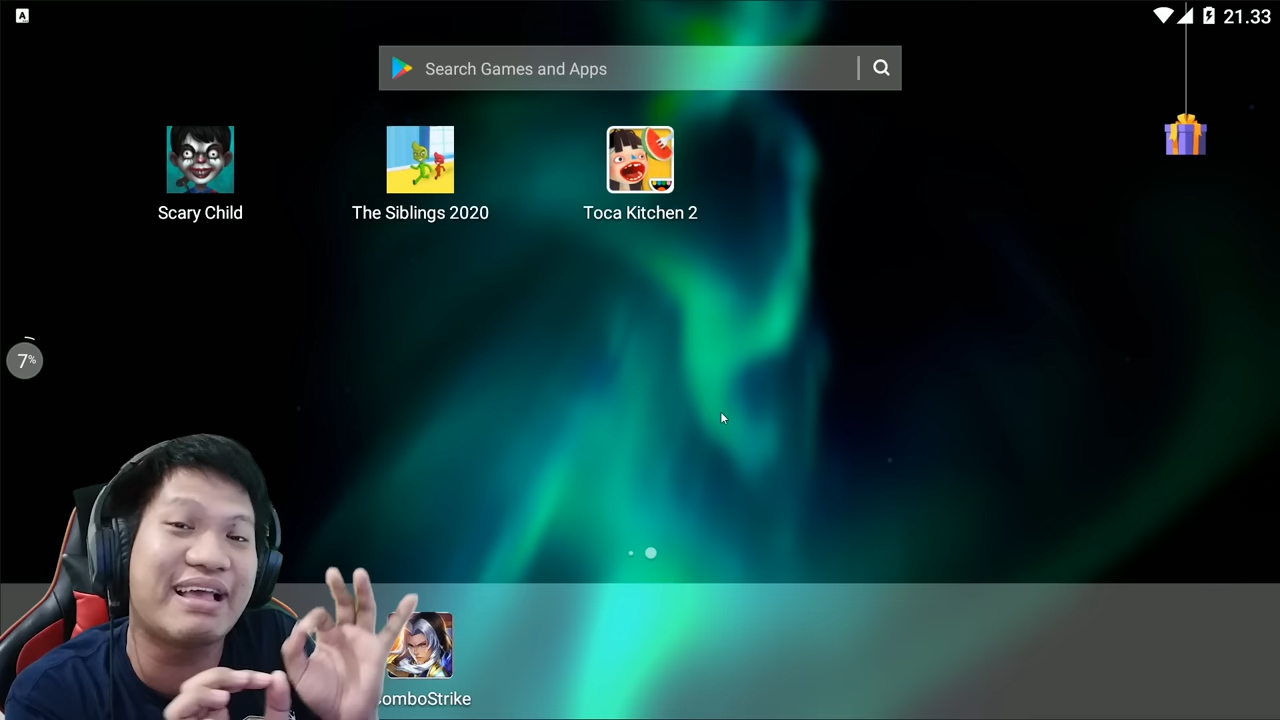 A
21.33
Search Games and Apps
Scary Child
The Siblings 2020
Toca Kitchen 2
7%
omboStrike